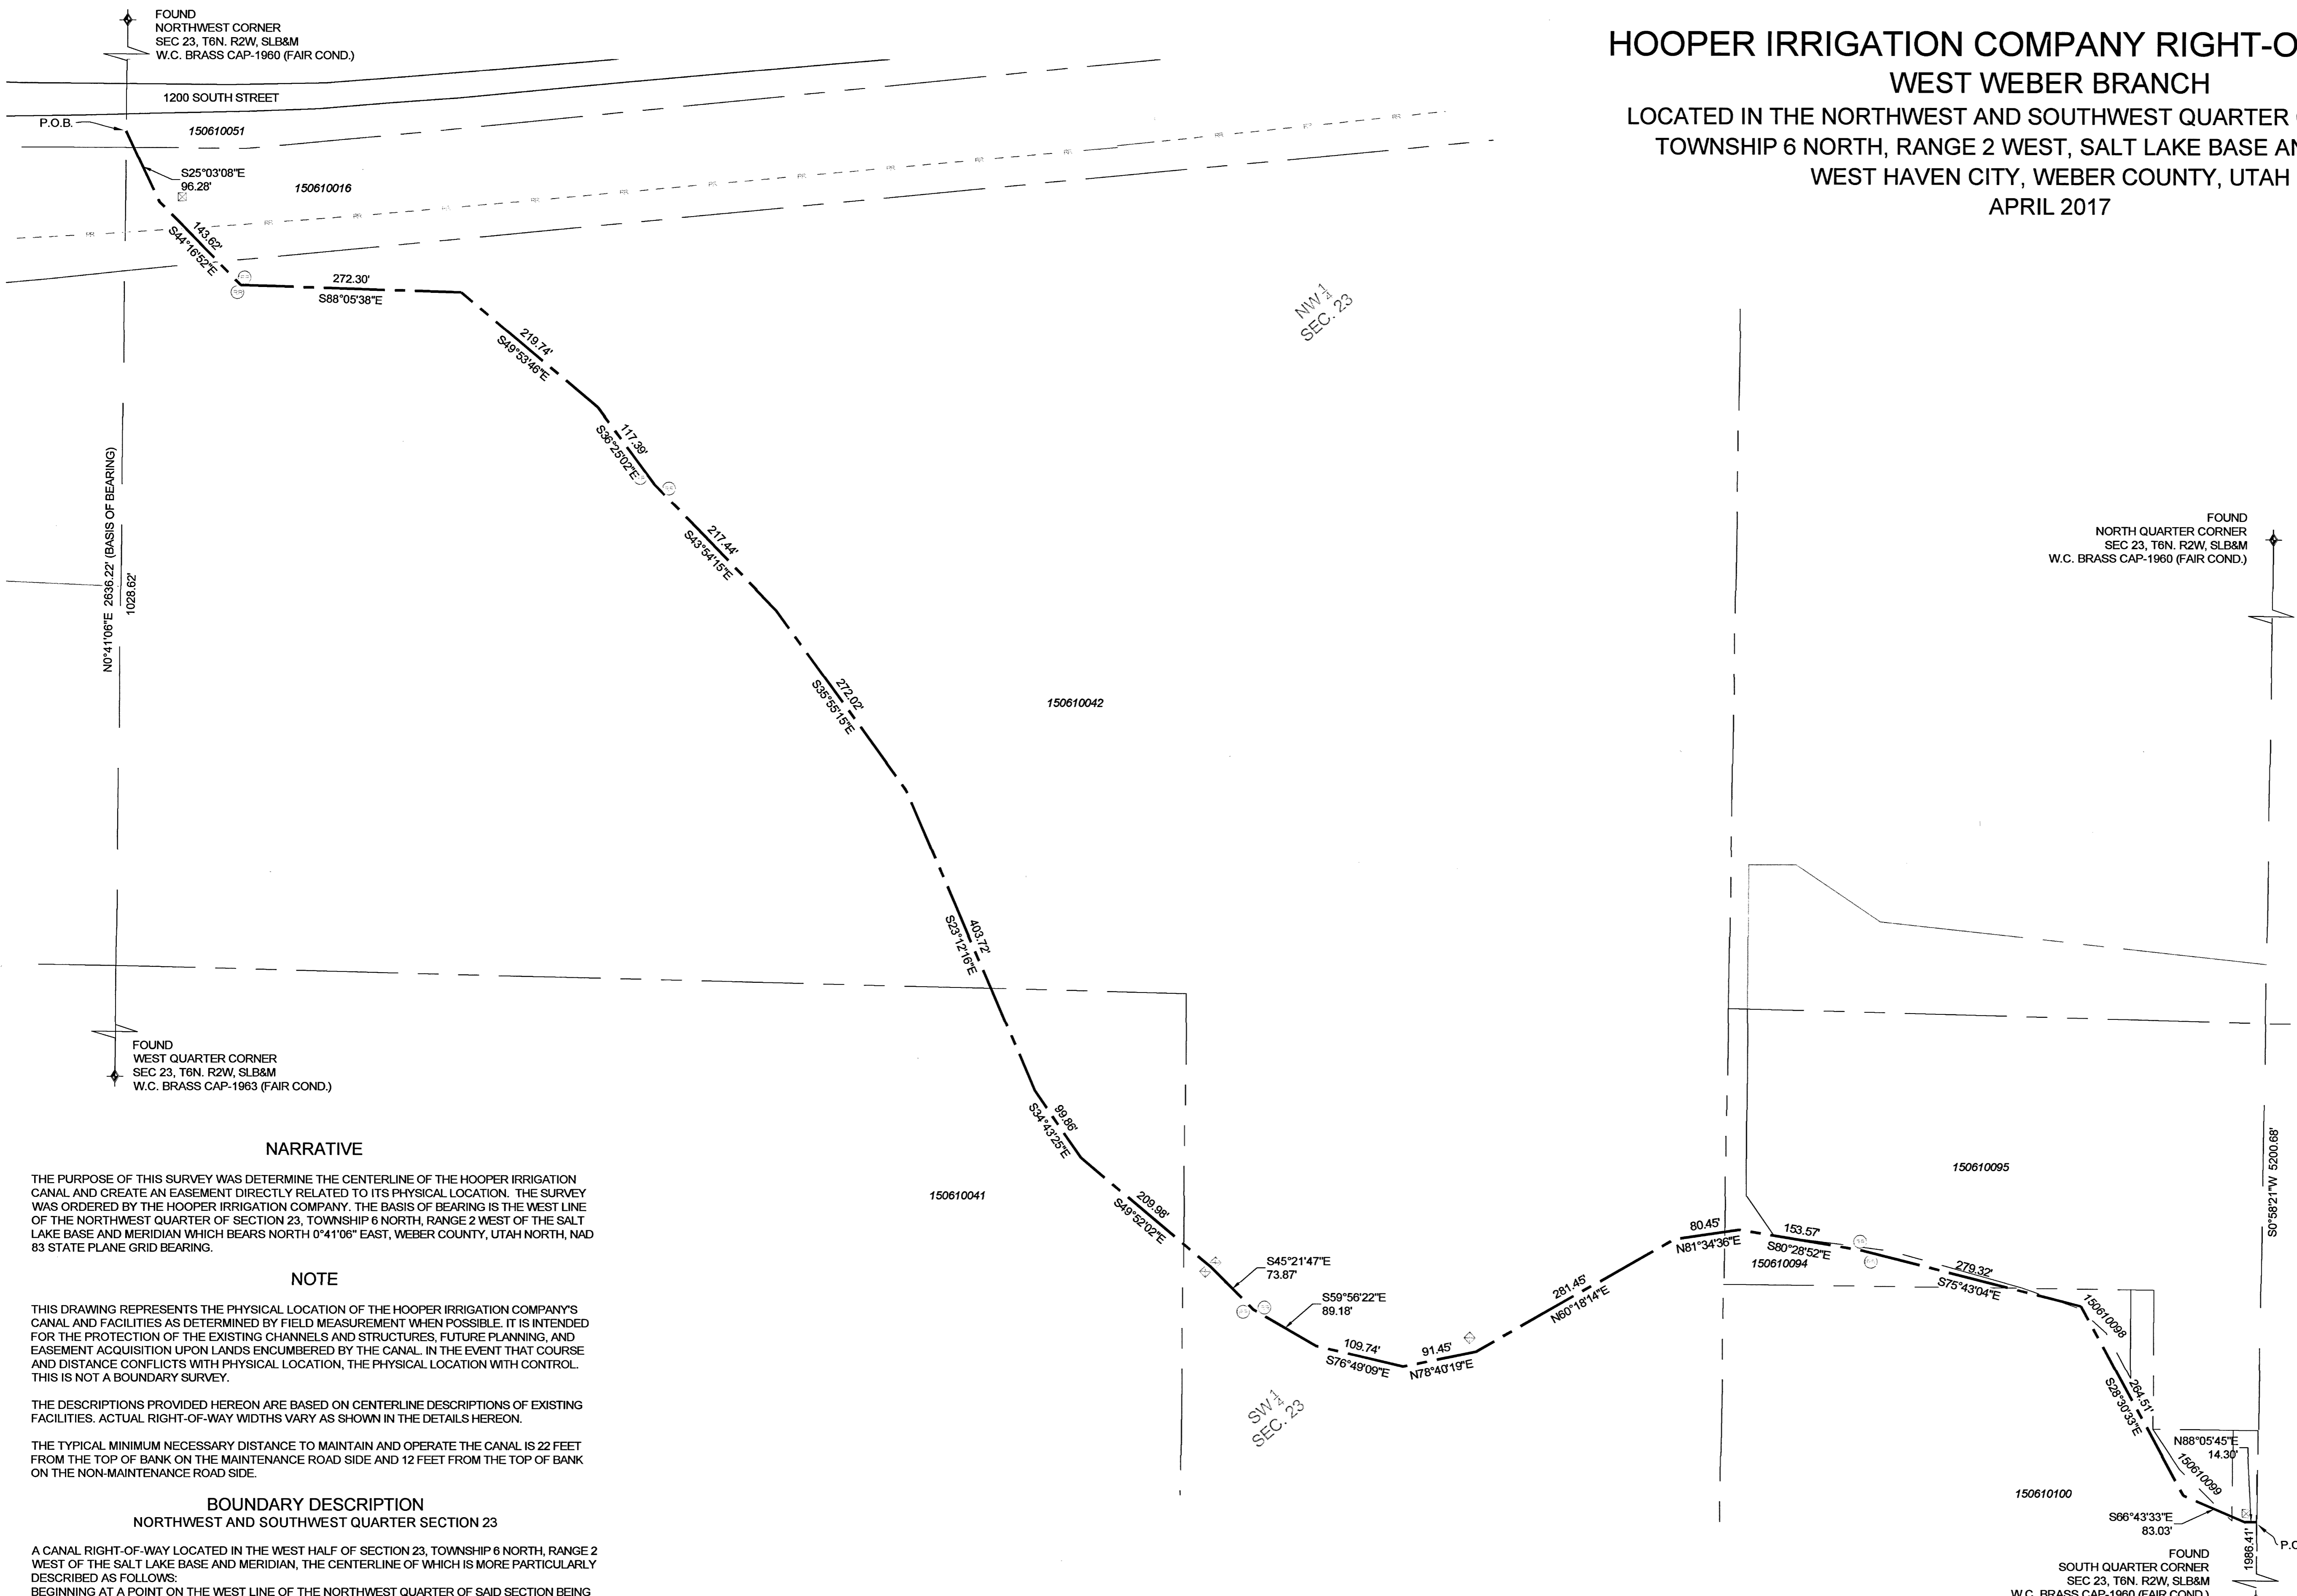 FOUND
NORTHWEST CORNER
SEC 23, T6N. R2W, SLB&M
W.C. BRASS CAP-1960 (FAIR COND.)
HOOPER IRRIGATION COMPANY RIGHT-O
WEST WEBER BRANCH
LOCATED IN THE NORTHWEST AND SOUTHWEST QUARTER
TOWNSHIP 6 NORTH, RANGE 2 WEST, SALT LAKE BASE AN
WEST HAVEN CITY, WEBER COUNTY, UTAH
APRIL 2017
1200 SOUTH STREET
P.O.B.
150610051
S25°03'08"E
96.28'
150610016
143.62'
S44°16'52"E
272.30'
S88°05'38"E
NW 1/4
SEC. 23
219.74'
S49°53'46"E
117.39'
S36°25'02"E
217.44'
S43°54'15"E
N0°41'06"E 2636.22' (BASIS OF BEARING)
1028.62'
FOUND
NORTH QUARTER CORNER
SEC 23, T6N. R2W, SLB&M
W.C. BRASS CAP-1960 (FAIR COND.)
272.02'
S35°55'15"E
150610042
403.72'
S23°12'16"E
FOUND
WEST QUARTER CORNER
SEC 23, T6N. R2W, SLB&M
W.C. BRASS CAP-1963 (FAIR COND.)
99.86'
S34°43'25"E
150610041
209.98'
S49°52'02"E
S45°21'47"E
73.87'
S59°56'22"E
89.18'
109.74'
S76°49'09"E
91.45'
N78°40'19"E
281.45'
N60°18'14"E
80.45'
N81°34'36"E
153.57'
S80°28'52"E
150610094
150610095
279.32'
S75°43'04"E
150610098
264.51'
S28°30'33"E
S0°58'21"W 5200.68'
SW 1/4
SEC. 23
N88°05'45"E
14.30'
150610099
150610100
S66°43'33"E
83.03'
1986.41'
P.O
FOUND
SOUTH QUARTER CORNER
SEC 23, T6N. R2W, SLB&M
W.C. BRASS CAP-1960 (FAIR COND.)
NARRATIVE
THE PURPOSE OF THIS SURVEY WAS DETERMINE THE CENTERLINE OF THE HOOPER IRRIGATION
CANAL AND CREATE AN EASEMENT DIRECTLY RELATED TO ITS PHYSICAL LOCATION. THE SURVEY
WAS ORDERED BY THE HOOPER IRRIGATION COMPANY. THE BASIS OF BEARING IS THE WEST LINE
OF THE NORTHWEST QUARTER OF SECTION 23, TOWNSHIP 6 NORTH, RANGE 2 WEST OF THE SALT
LAKE BASE AND MERIDIAN WHICH BEARS NORTH 0°41'06" EAST, WEBER COUNTY, UTAH NORTH, NAD
83 STATE PLANE GRID BEARING.
NOTE
THIS DRAWING REPRESENTS THE PHYSICAL LOCATION OF THE HOOPER IRRIGATION COMPANY'S
CANAL AND FACILITIES AS DETERMINED BY FIELD MEASUREMENT WHEN POSSIBLE. IT IS INTENDED
FOR THE PROTECTION OF THE EXISTING CHANNELS AND STRUCTURES, FUTURE PLANNING, AND
EASEMENT ACQUISITION UPON LANDS ENCUMBERED BY THE CANAL. IN THE EVENT THAT COURSE
AND DISTANCE CONFLICTS WITH PHYSICAL LOCATION, THE PHYSICAL LOCATION WITH CONTROL.
THIS IS NOT A BOUNDARY SURVEY.
THE DESCRIPTIONS PROVIDED HEREON ARE BASED ON CENTERLINE DESCRIPTIONS OF EXISTING
FACILITIES. ACTUAL RIGHT-OF-WAY WIDTHS VARY AS SHOWN IN THE DETAILS HEREON.
THE TYPICAL MINIMUM NECESSARY DISTANCE TO MAINTAIN AND OPERATE THE CANAL IS 22 FEET
FROM THE TOP OF BANK ON THE MAINTENANCE ROAD SIDE AND 12 FEET FROM THE TOP OF BANK
ON THE NON-MAINTENANCE ROAD SIDE.
BOUNDARY DESCRIPTION
NORTHWEST AND SOUTHWEST QUARTER SECTION 23
A CANAL RIGHT-OF-WAY LOCATED IN THE WEST HALF OF SECTION 23, TOWNSHIP 6 NORTH, RANGE 2
WEST OF THE SALT LAKE BASE AND MERIDIAN, THE CENTERLINE OF WHICH IS MORE PARTICULARLY
DESCRIBED AS FOLLOWS:
BEGINNING AT A POINT ON THE WEST LINE OF THE NORTHWEST QUARTER OF SAID SECTION BEING